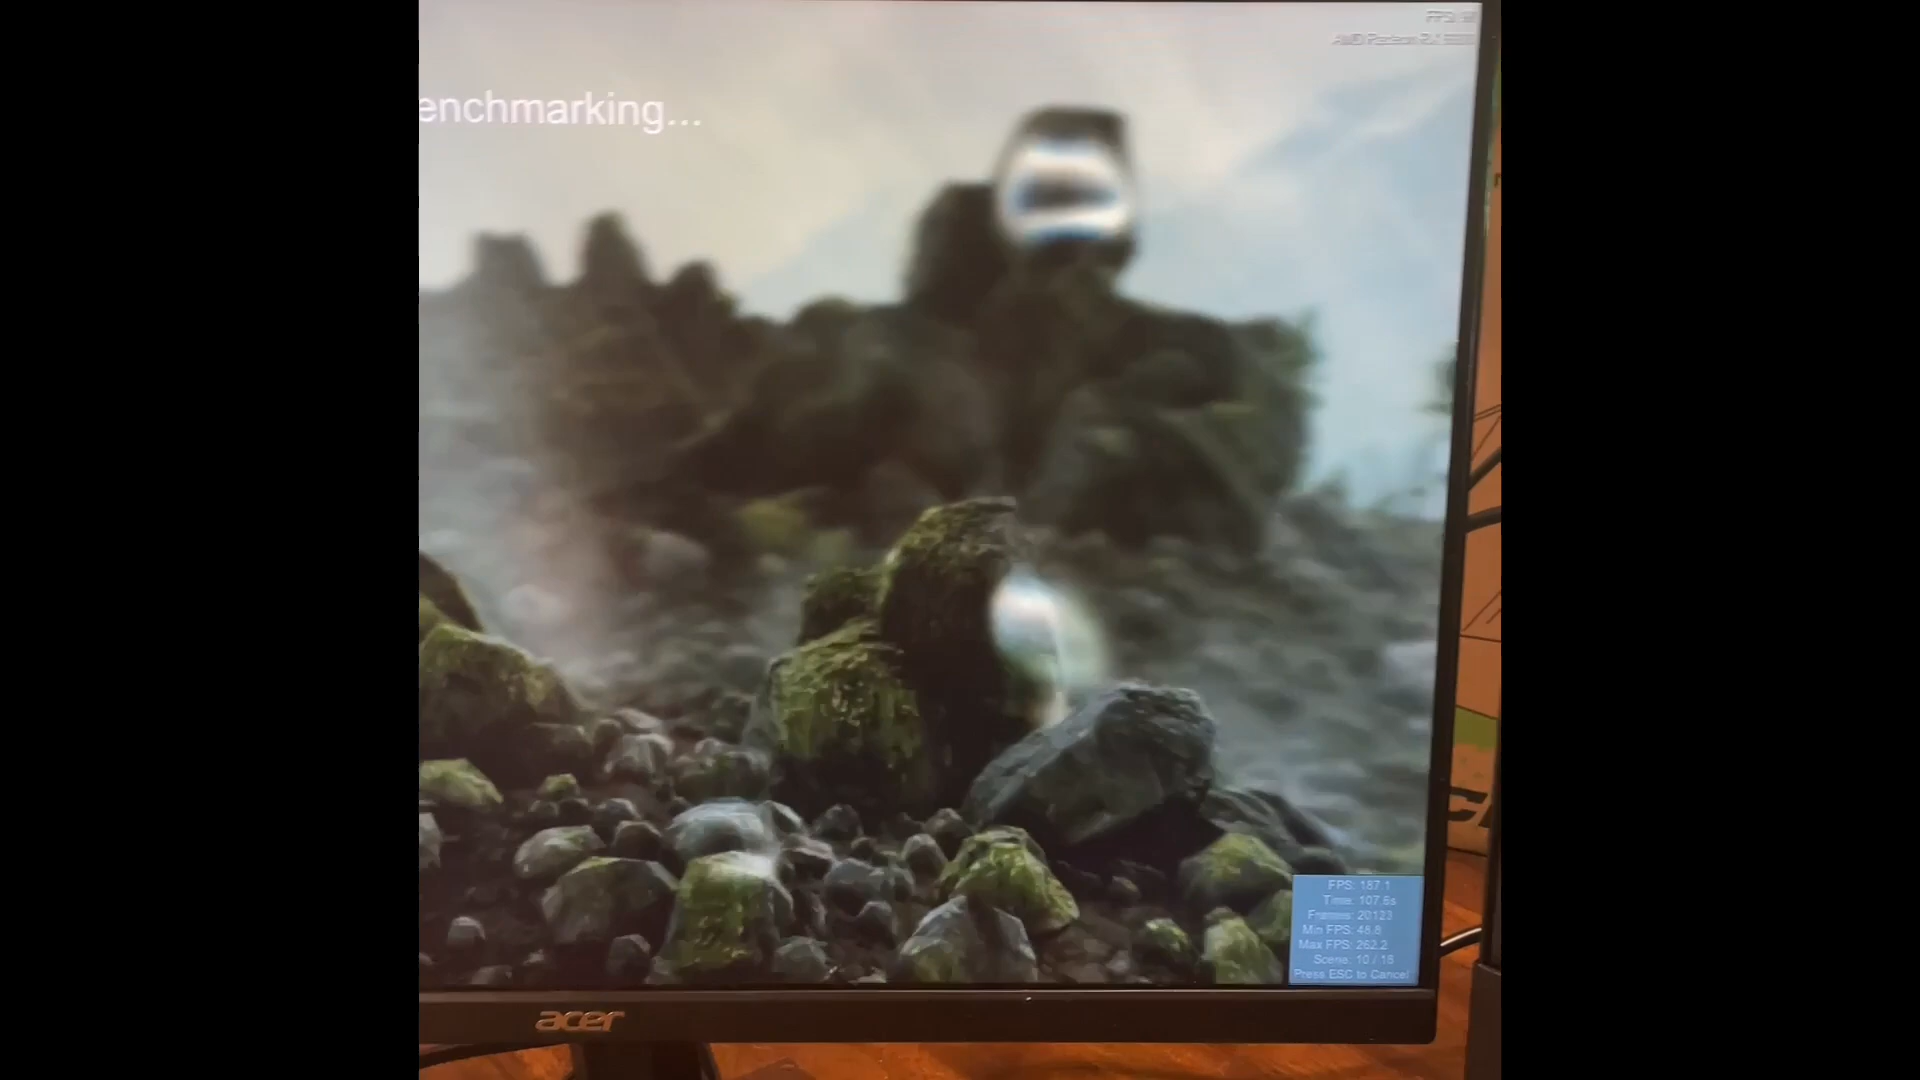 enchmarking...
FPS: 187.1
Time: 107.6s
Frames: 20123
Min FPS: 48.8
Max FPS: 262.2
Scene: 10 / 18
Press ESC to Cancel
acer